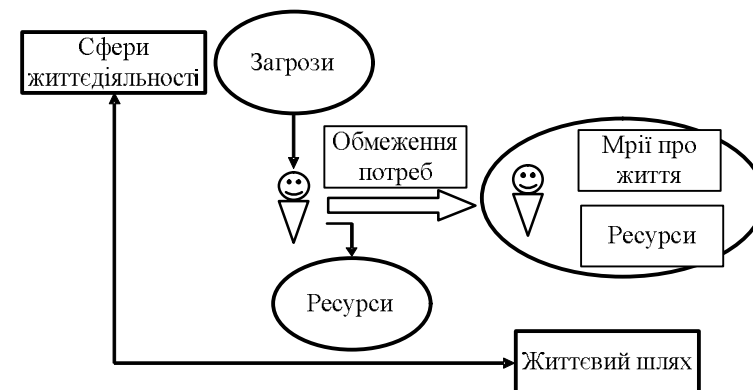 Сфери
життєдіяльності
Загрози
Обмеження
потреб
Мрії про
життя
Ресурси
Ресурси
Життєвий шлях